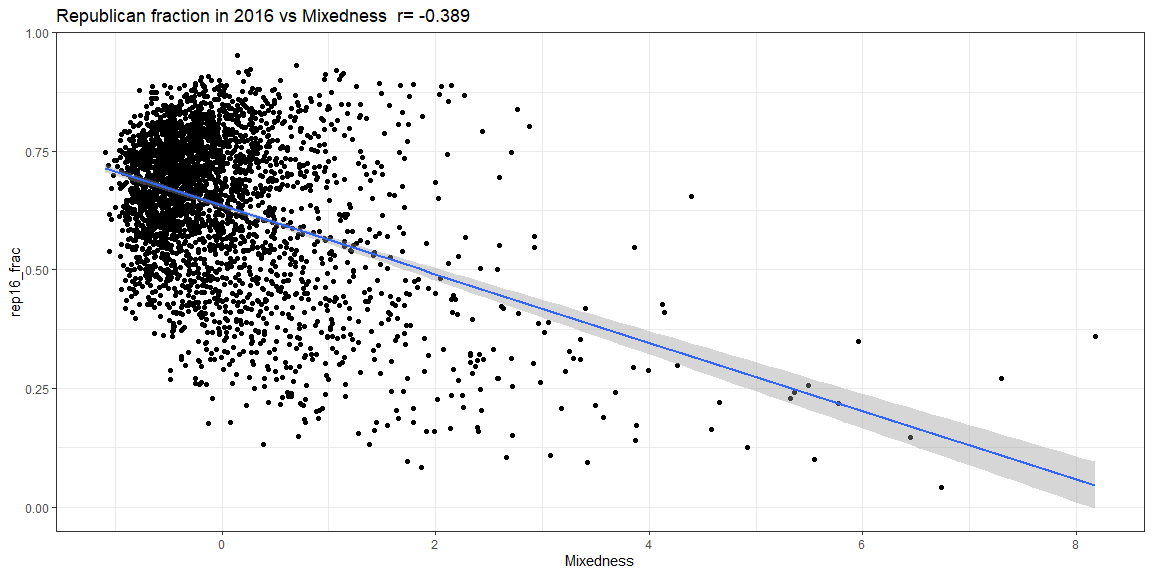 Republican fraction in 2016 vs Mixedness  r= -0.389
1.00
0.75
0.50
0.25
0.00
rep16_frac
0 2 4 6 8
Mixedness